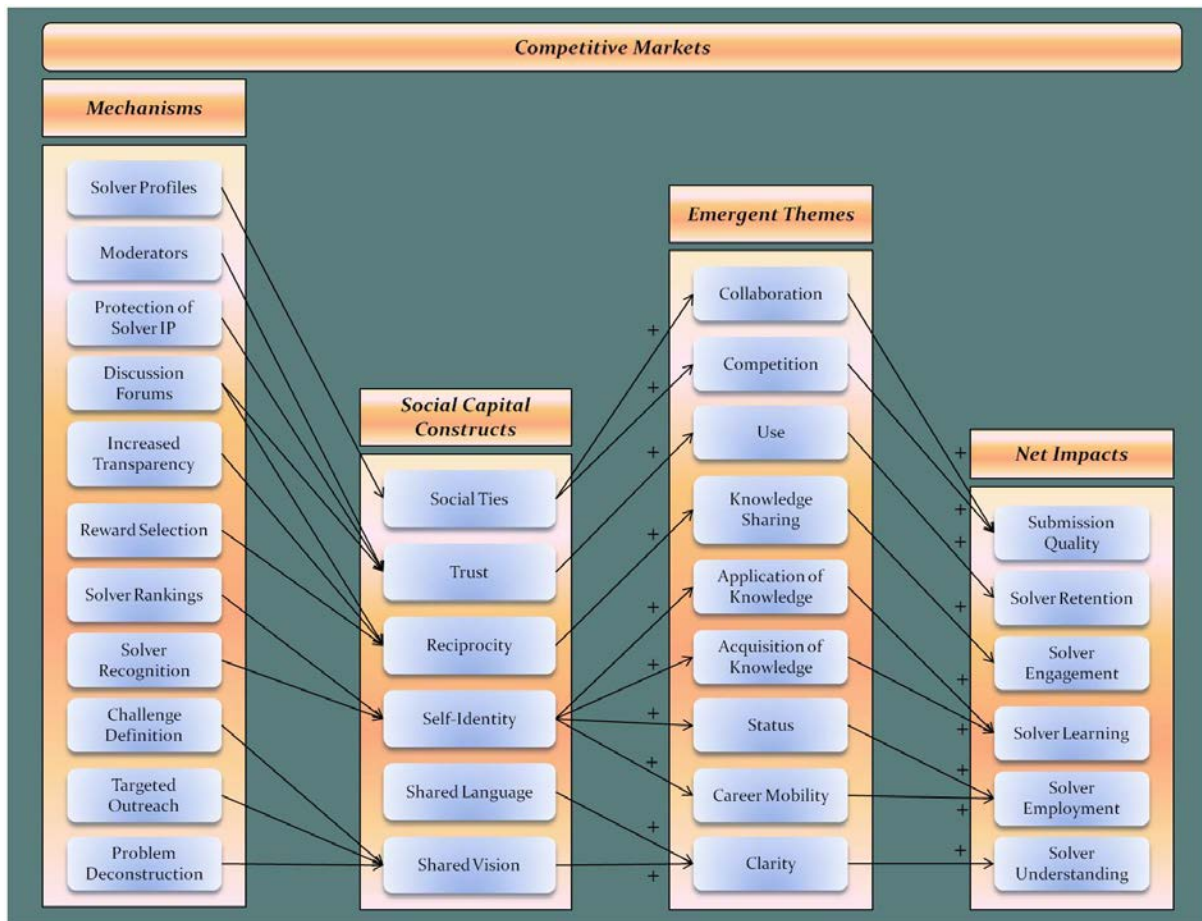 Competitive Markets
Mechanisms
Solver Profiles
Moderators
Protection of
Solver IP
Discussion
Forums
Increased
Transparency
Reward Selection
Solver Rankings
Solver
Recognition
Challenge
Definition
Targeted
Outreach
Problem
Deconstruction
Social Capital
Constructs
Social Ties
Trust
Reciprocity
Self-Identity
Shared Language
Shared Vision
+
+
+
+
+
+
+
+
+
+
Emergent Themes
Collaboration
Competition
Use
Knowledge
Sharing
Application of
Knowledge
Acquisition of
Knowledge
Status
Career Mobility
Clarity
+
+
+
+
+
+
+
+
+
Net Impacts
Submission
Quality
Solver Retention
Solver
Engagement
Solver Learning
Solver
Employment
Solver
Understanding